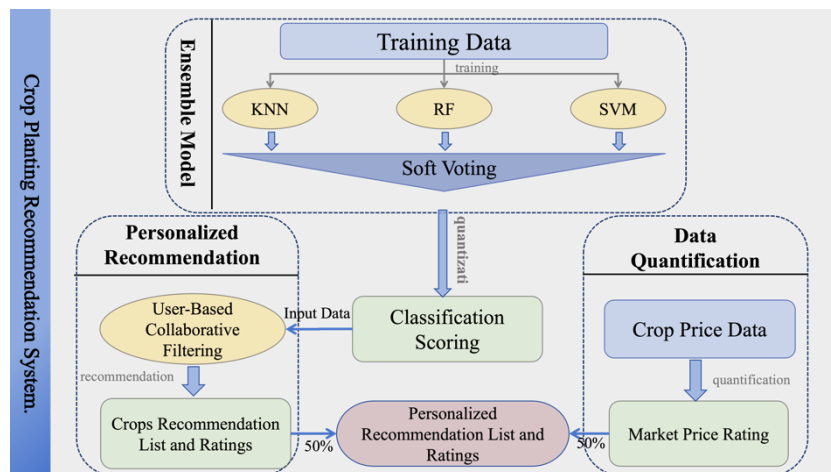 Crop Planting Recommendation System.
Ensemble Model
Training Data
training
KNN
RF
SVM
Soft Voting
quantizati
Personalized
Recommendation
User-Based
Collaborative
Filtering
Input Data
Classification
Scoring
recommendation
Crops Recommendation
List and Ratings
50%
Personalized
Recommendation List and
Ratings
Data
Quantification
Crop Price Data
quantification
50%
Market Price Rating